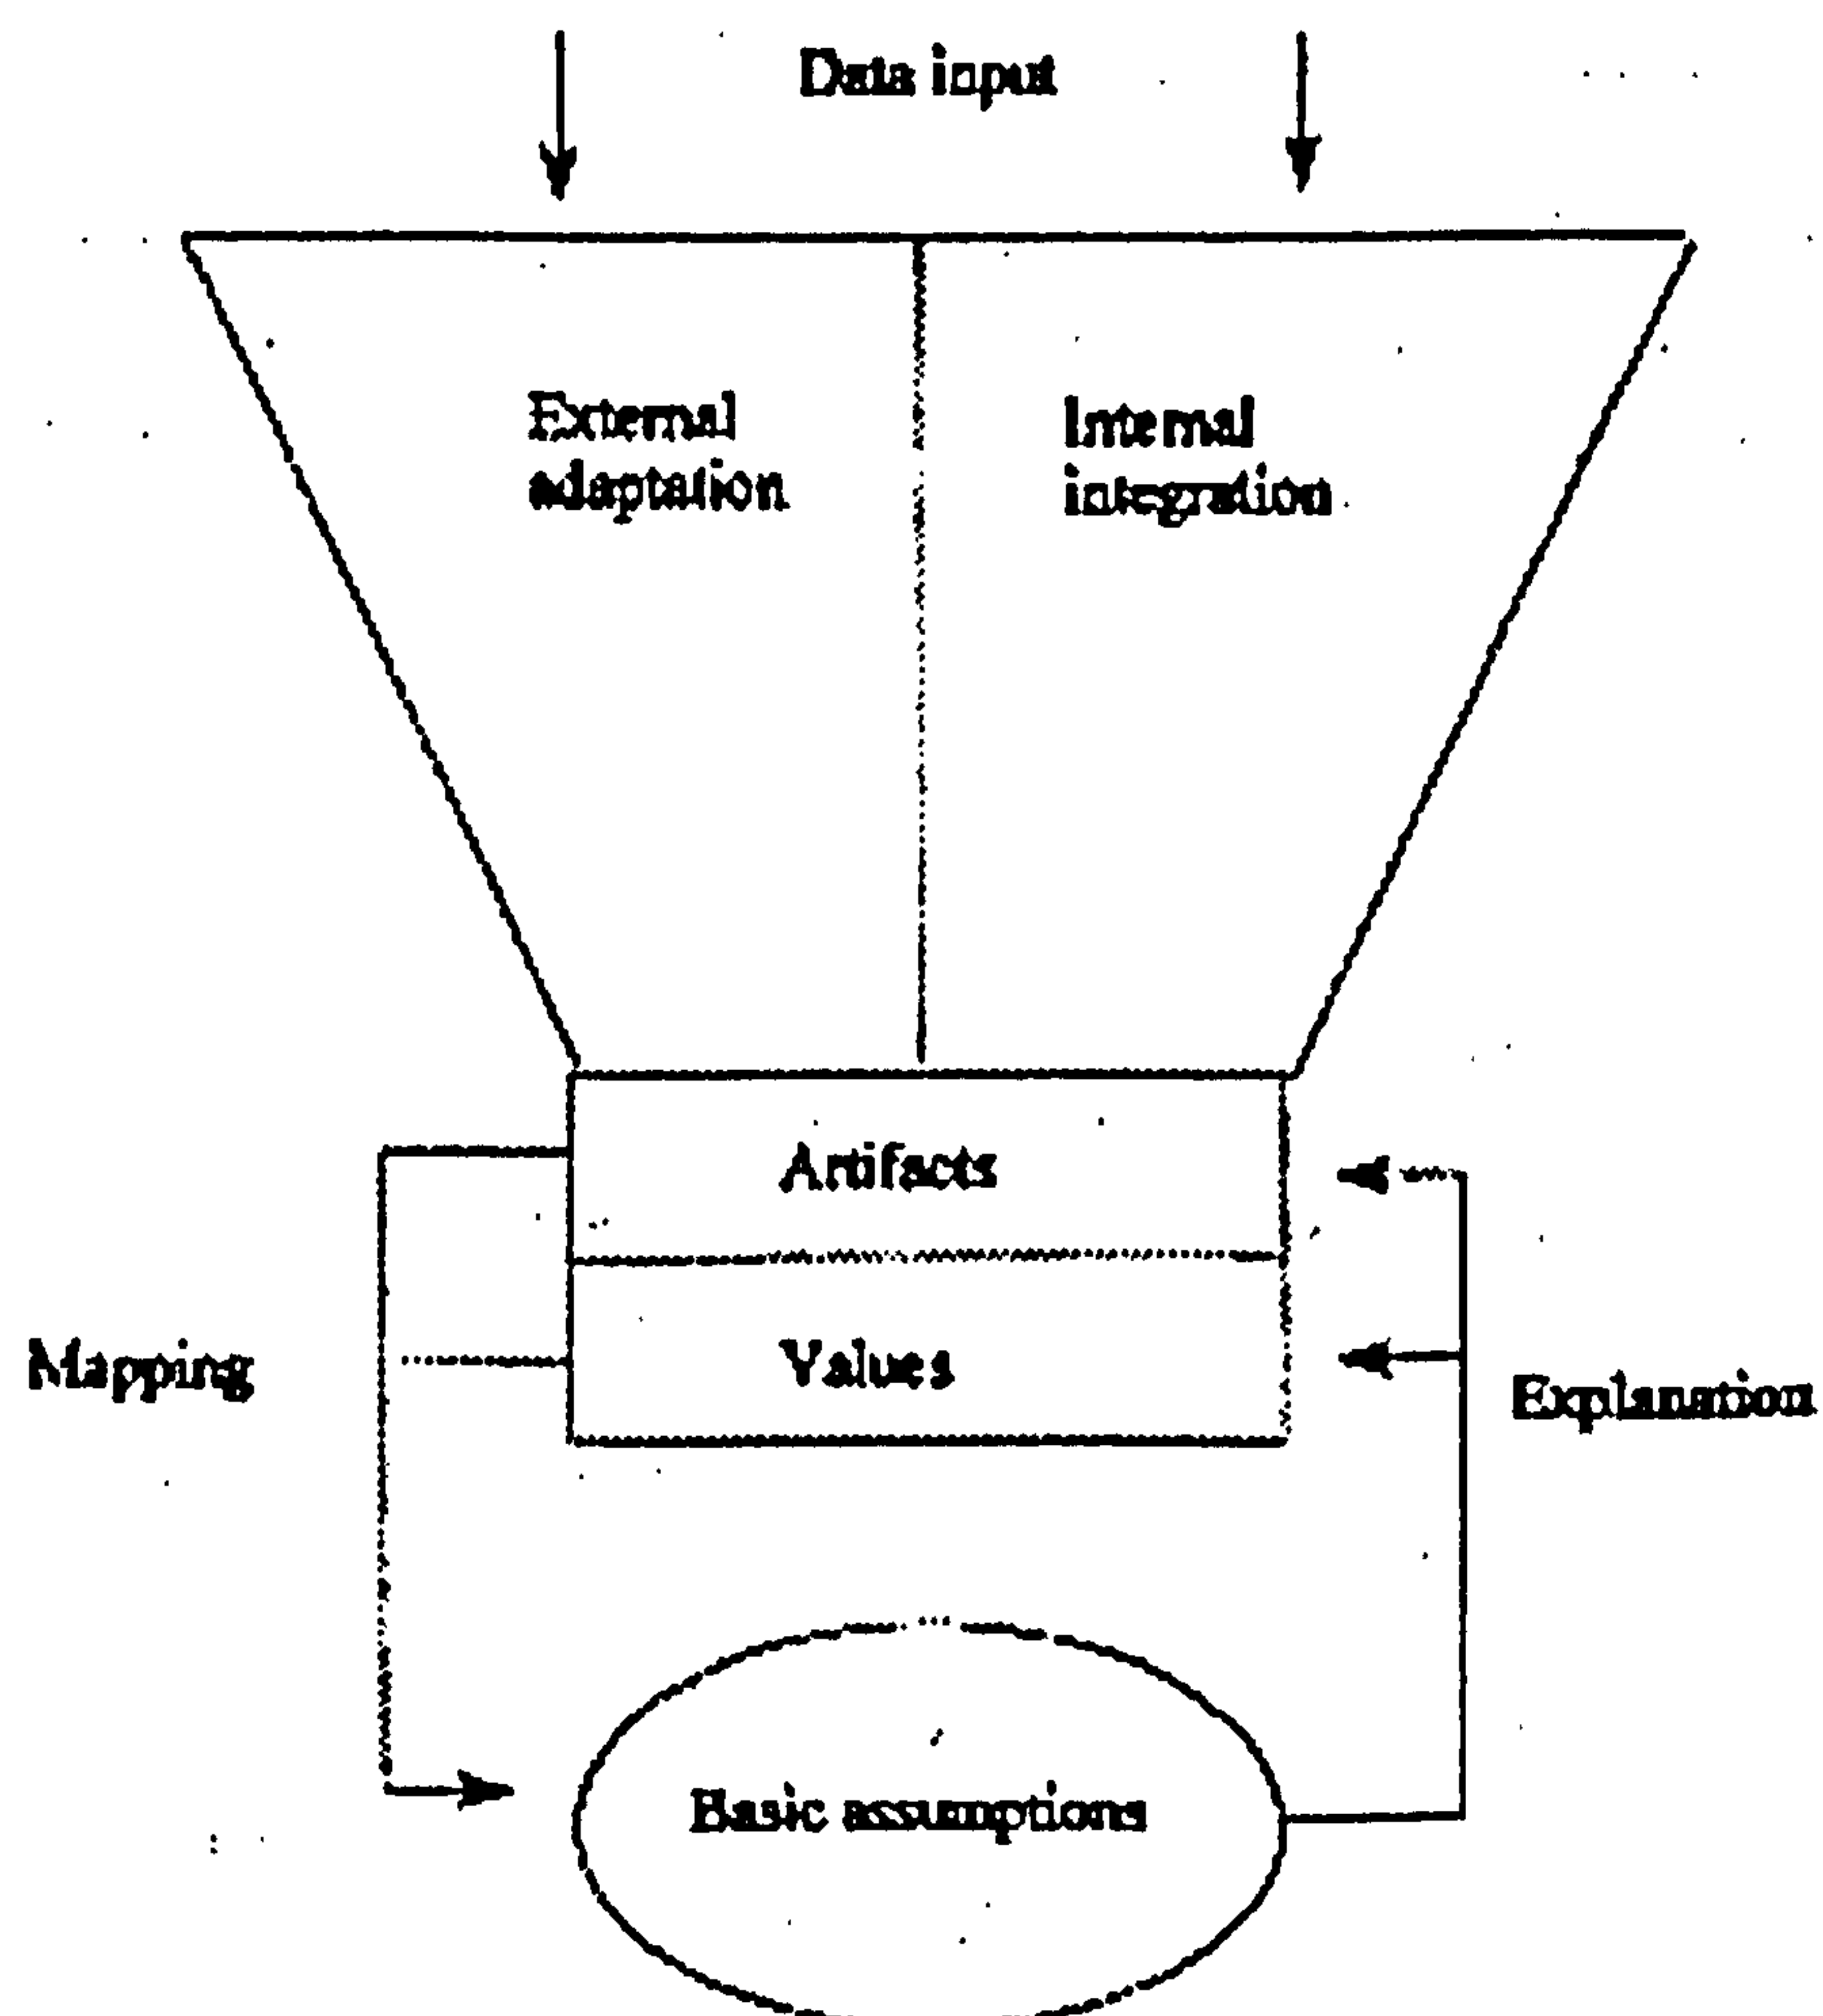 Data input
External
adaptation
Internal
integration
Artifacts
Mapping
Values
Explanation
Basic assumptions